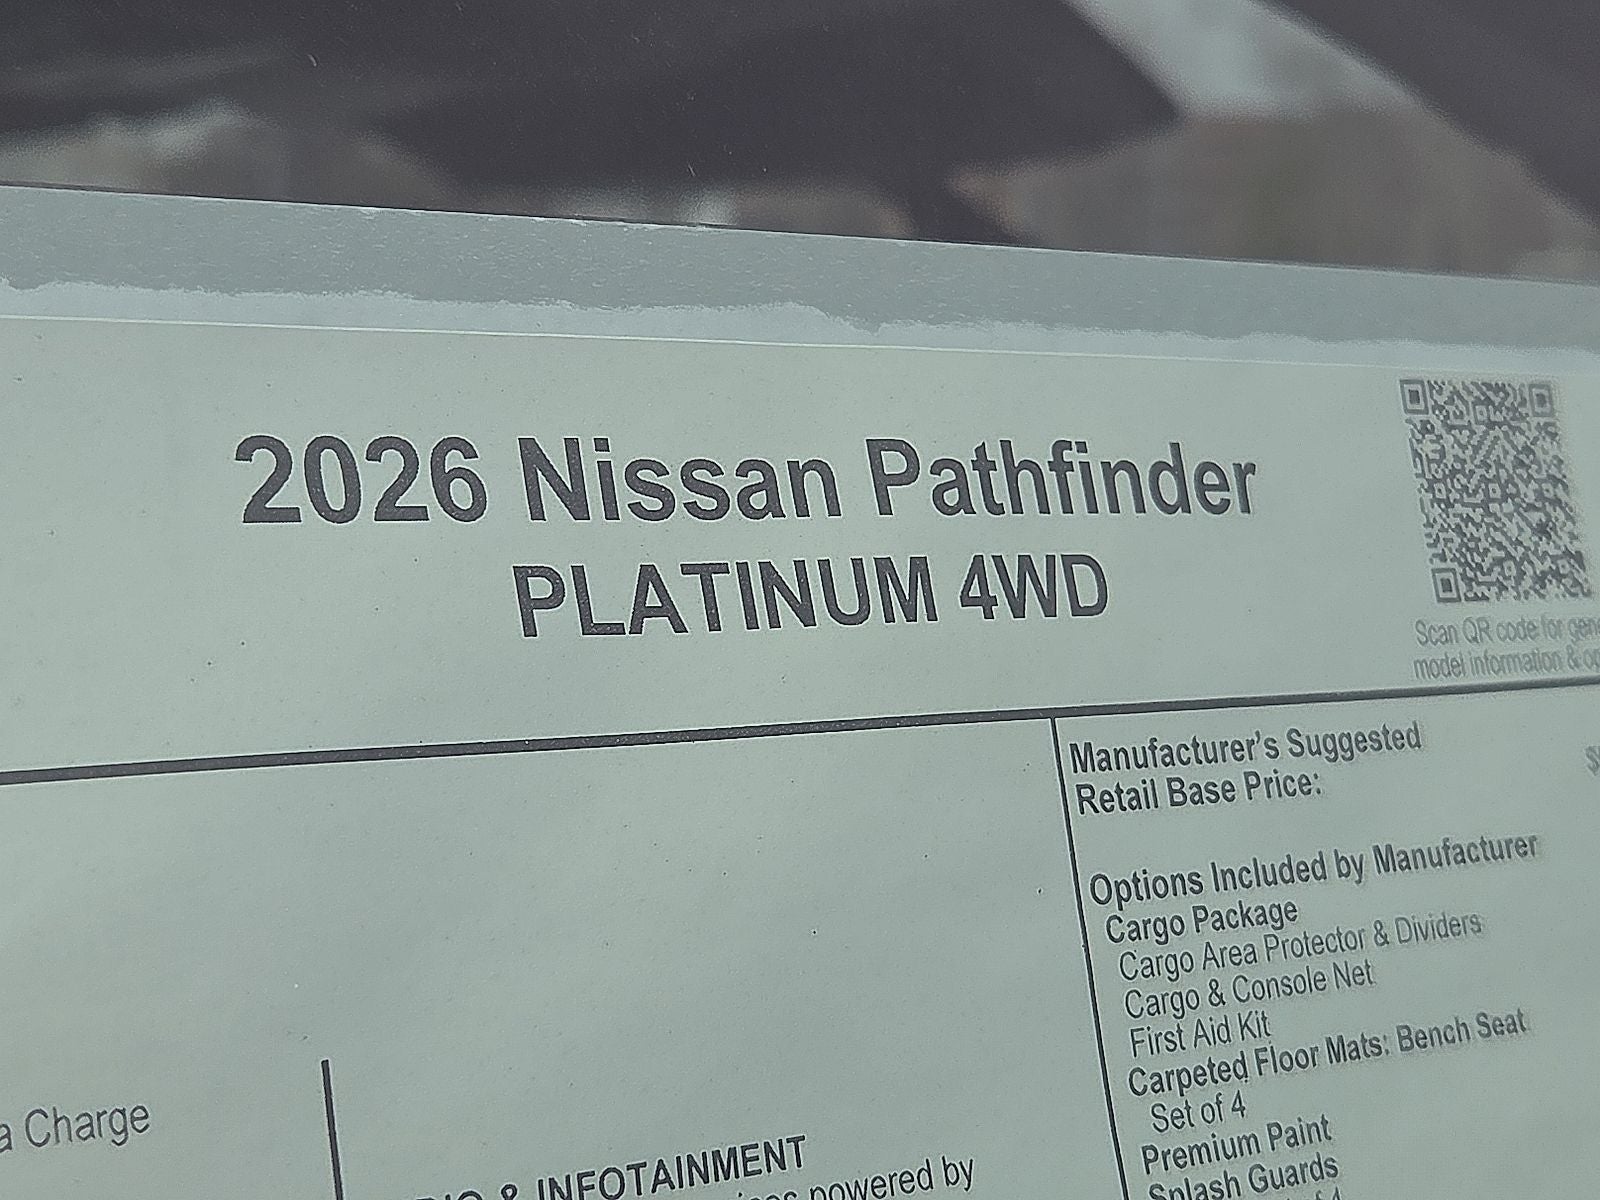 2026 Nissan Pathfinder
PLATINUM 4WD
Scan QR code for
model information &
Manufacturer's Suggested
Retail Base Price:
Options Included by Manufacturer
Cargo Package
Cargo Area Protector & Dividers
Cargo & Console Net
First Aid Kit
Carpeted Floor Mats: Bench Seat
Set of 4
Premium Paint
Splash Guards
Charge
& INFOTAINMENT
powered by